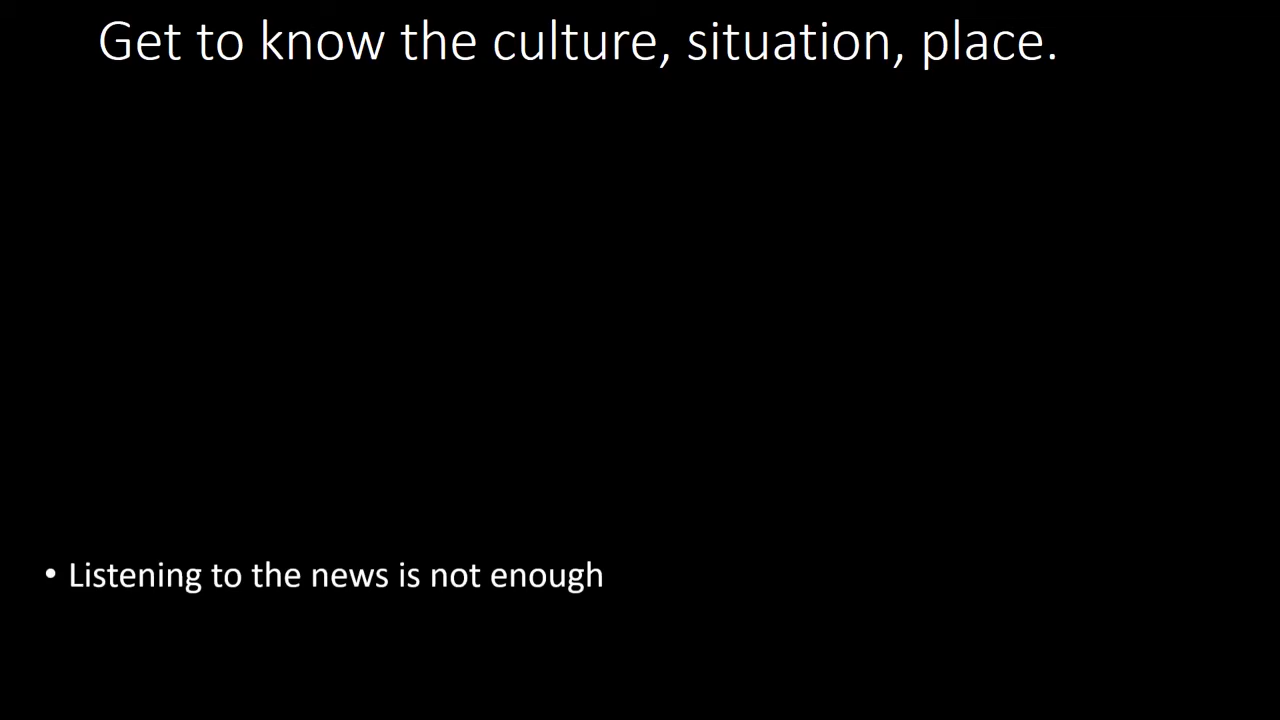 Get to know the culture, situation, place.
• Listening to the news is not enough